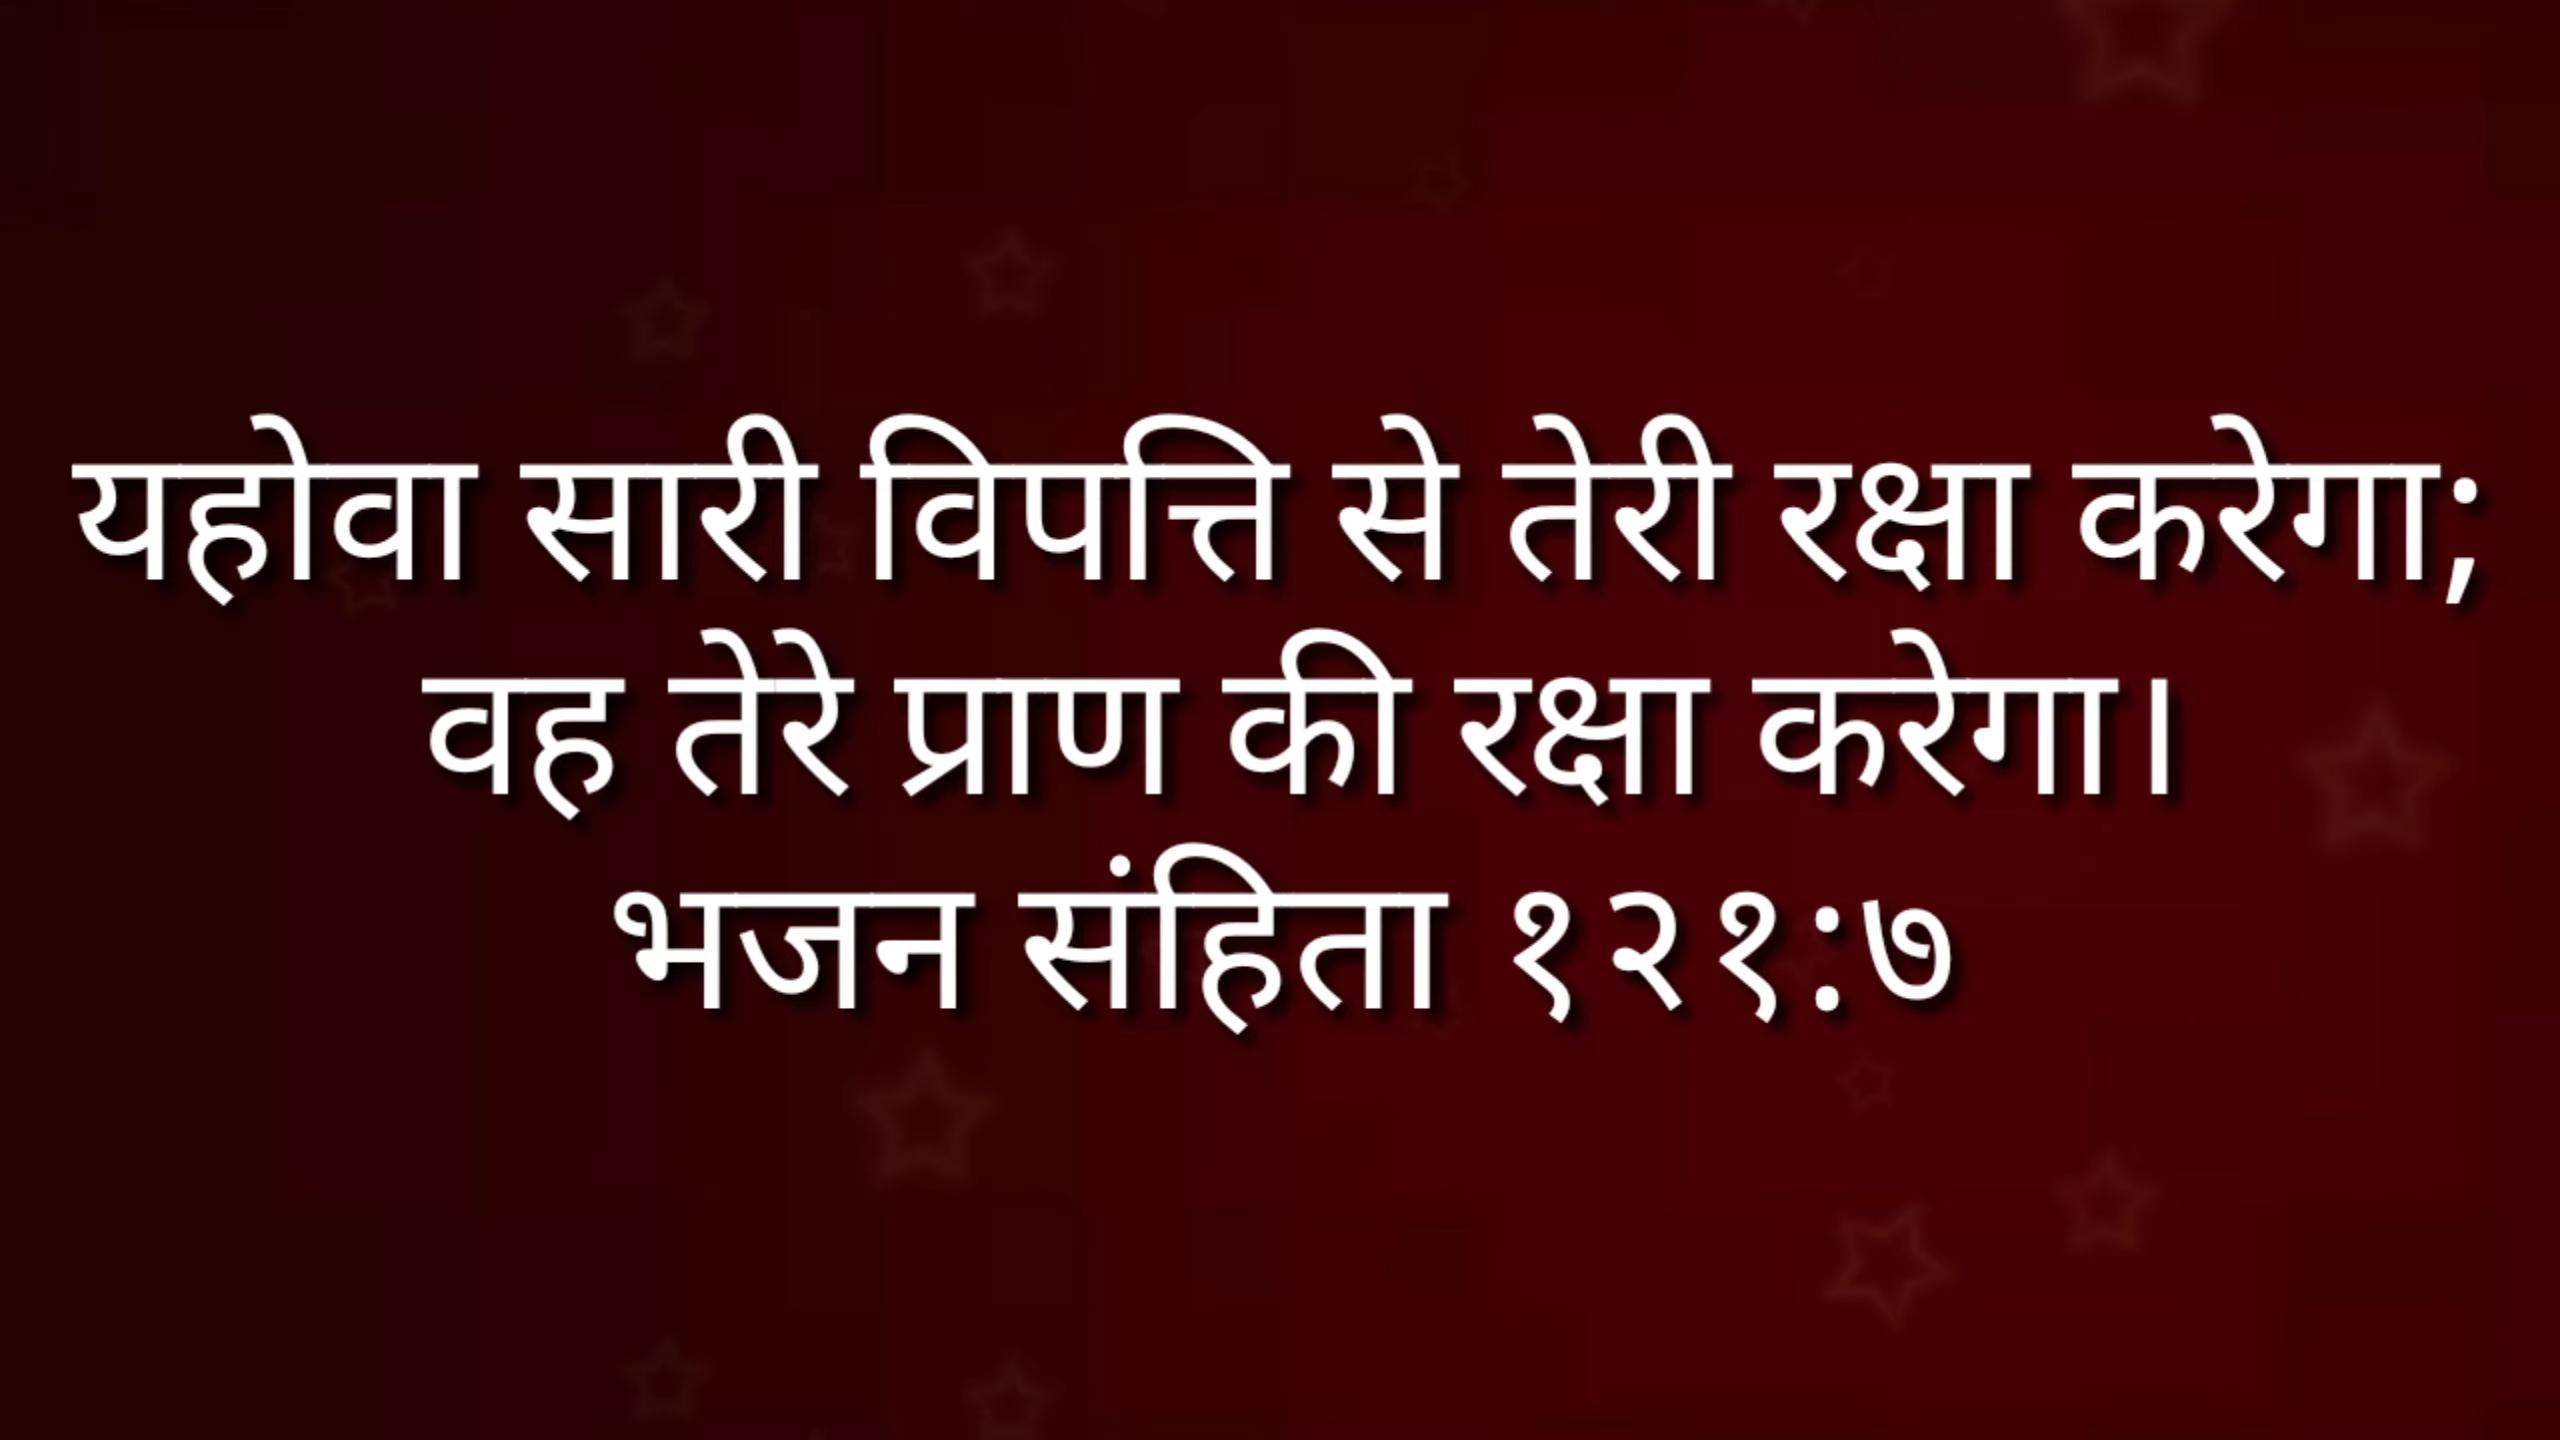 यहोवा सारी विपत्ति से तेरी रक्षा करेगा;
वह तेरे प्राण की रक्षा करेगा।
भजन संहिता १२१:७